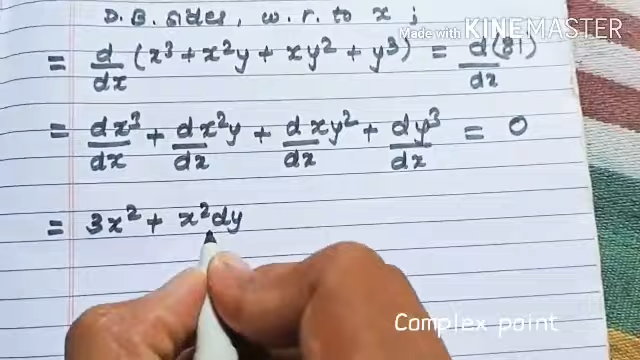 D.B. sides, w.r.to x ;
Made with KINEMASTER
= d/dx (x³ + x²y + xy² + y³) = d(81)/dx
= dx³/dx + dx²y/dx + dxy²/dx + dy³/dx = 0
= 3x² + x²dy
Complex point